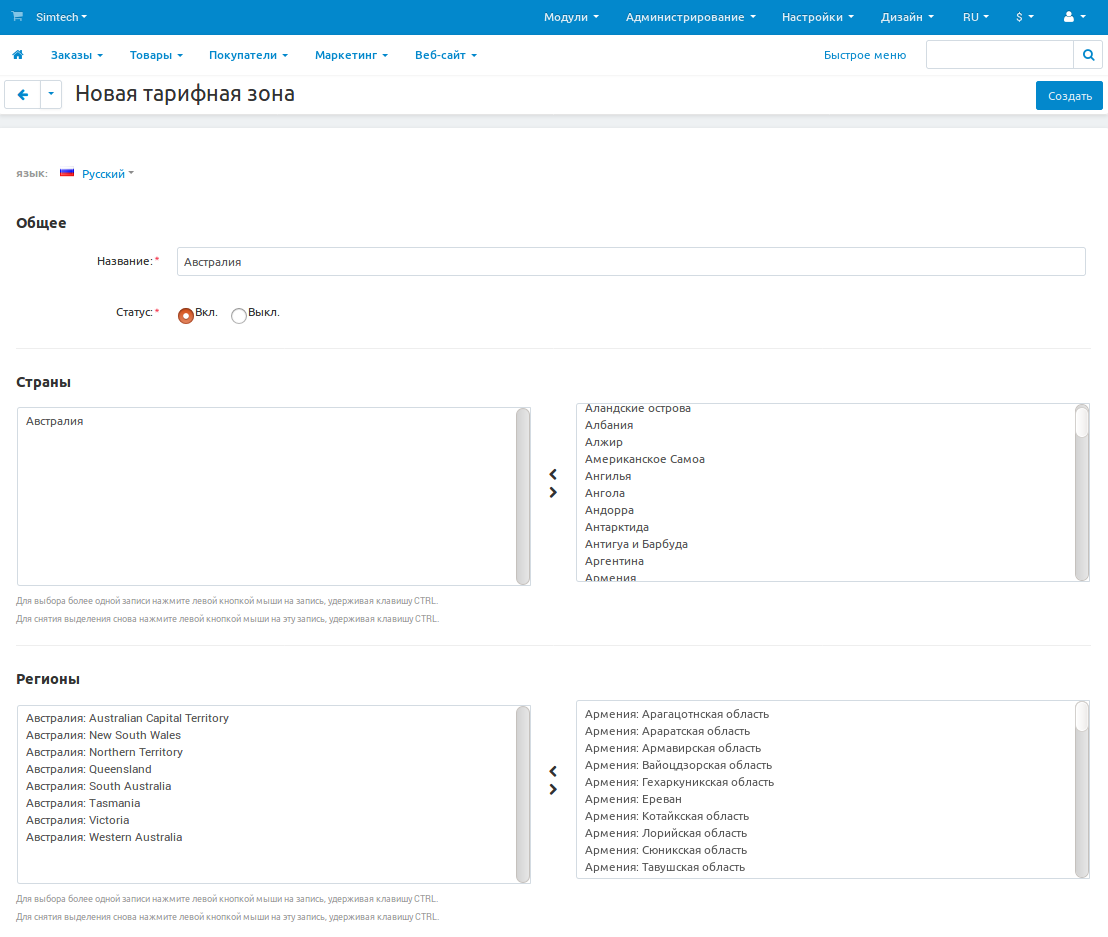 Simtech Модули Администрирование Настройки Дизайн RU $
Заказы Товары Покупатели Маркетинг Веб-сайт Быстрое меню
Новая тарифная зона Создать
язык: Русский
Общее
Название:* Австралия
Статус:* Вкл. Выкл.
Страны
Австралия
Аландские острова
Албания
Алжир
Американское Самоа
Ангилья
Ангола
Андорра
Антарктида
Антигуа и Барбуда
Аргентина
Армения
Для выбора более одной записи нажмите левой кнопкой мыши на запись, удерживая клавишу CTRL.
Для снятия выделения снова нажмите левой кнопкой мыши на эту запись, удерживая клавишу CTRL.
Регионы
Австралия: Australian Capital Territory
Австралия: New South Wales
Австралия: Northern Territory
Австралия: Queensland
Австралия: South Australia
Австралия: Tasmania
Австралия: Victoria
Австралия: Western Australia
Армения: Арагацотнская область
Армения: Араратская область
Армения: Армавирская область
Армения: Вайоцдзорская область
Армения: Гехаркуникская область
Армения: Ереван
Армения: Котайкская область
Армения: Лорийская область
Армения: Сюникская область
Армения: Тавушская область
Для выбора более одной записи нажмите левой кнопкой мыши на запись, удерживая клавишу CTRL.
Для снятия выделения снова нажмите левой кнопкой мыши на эту запись, удерживая клавишу CTRL.